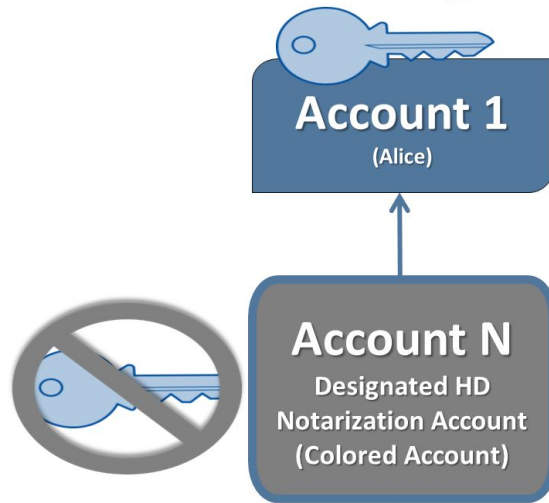 Account 1
(Alice)
Account N
Designated HD
Notarization Account
(Colored Account)